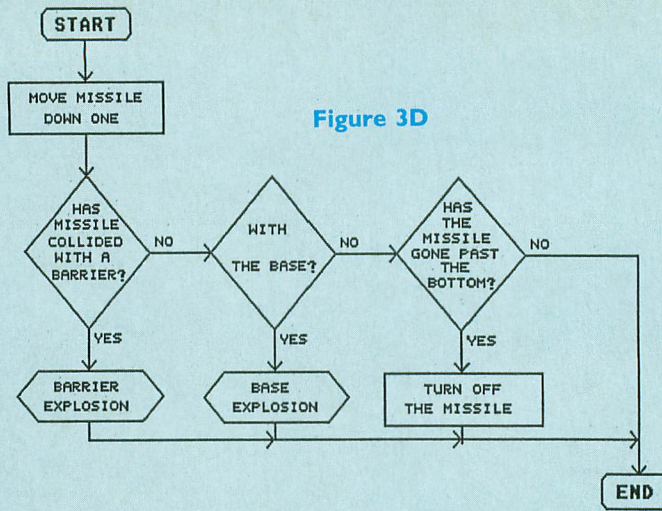 START
MOVE MISSILE
DOWN ONE
Figure 3D
HAS
MISSILE
COLLIDED
WITH A
BARRIER?
NO
WITH
THE BASE?
NO
HAS
THE
MISSILE
GONE PAST
THE
BOTTOM?
NO
YES
YES
YES
BARRIER
EXPLOSION
BASE
EXPLOSION
TURN OFF
THE MISSILE
END